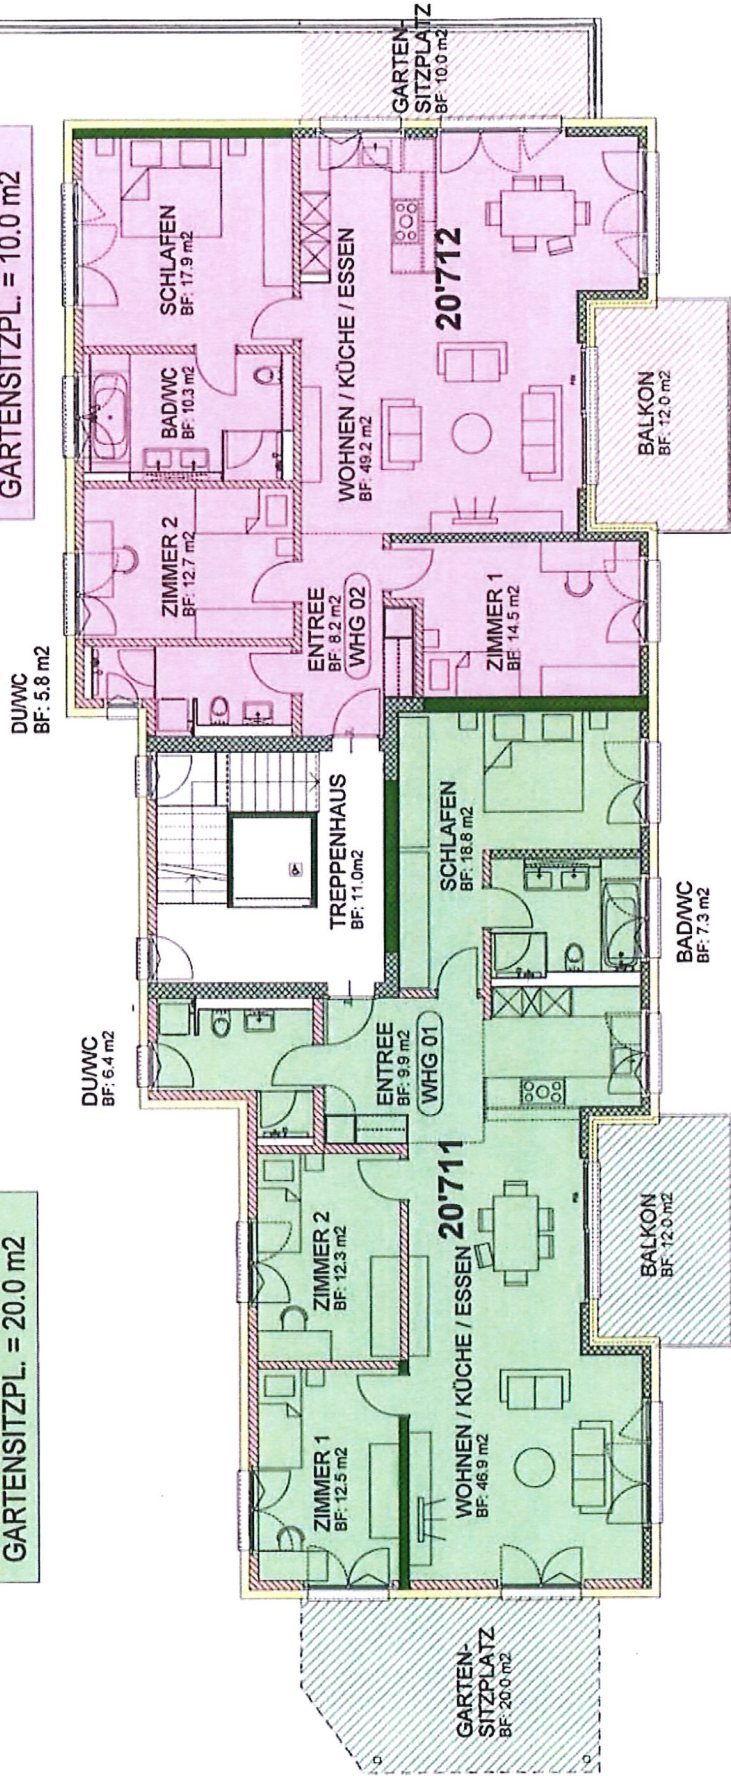 GARTENSITZPL. = 20.0 m2
GARTENSITZPL. = 10.0 m2
DU/WC
BF: 6.4 m2
DU/WC
BF: 5.8 m2
ZIMMER 1
BF: 12.5 m2
ZIMMER 2
BF: 12.3 m2
ENTREE
BF: 9.9 m2
WHG 01
TREPPENHAUS
BF: 11.0m2
ZIMMER 2
BF: 12.7 m2
BAD/WC
BF: 10.3 m2
SCHLAFEN
BF: 17.9 m2
ENTREE
BF: 8.2 m2
WHG 02
WOHNEN / KÜCHE / ESSEN
BF: 49.2 m2
20'712
GARTEN-
SITZPLATZ
BF: 10.0 m2
GARTEN-
SITZPLATZ
BF: 20.0 m2
WOHNEN / KÜCHE / ESSEN
BF: 46.9 m2
20'711
SCHLAFEN
BF: 18.8 m2
ZIMMER 1
BF: 14.5 m2
BALKON
BF: 12.0 m2
BAD/WC
BF: 7.3 m2
BALKON
BF: 12.0 m2